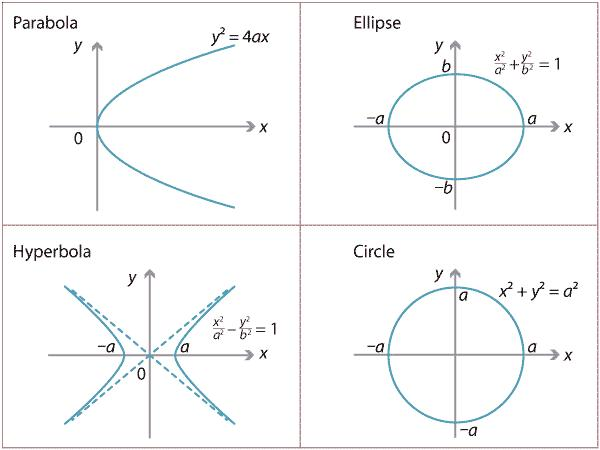 Parabola
y
y² = 4ax
0
x
Ellipse
y
b
x²/a² + y²/b² = 1
−a
a
0
x
−b
Hyperbola
y
x²/a² − y²/b² = 1
−a
a
0
x
Circle
y
a
x² + y² = a²
−a
a
x
−a